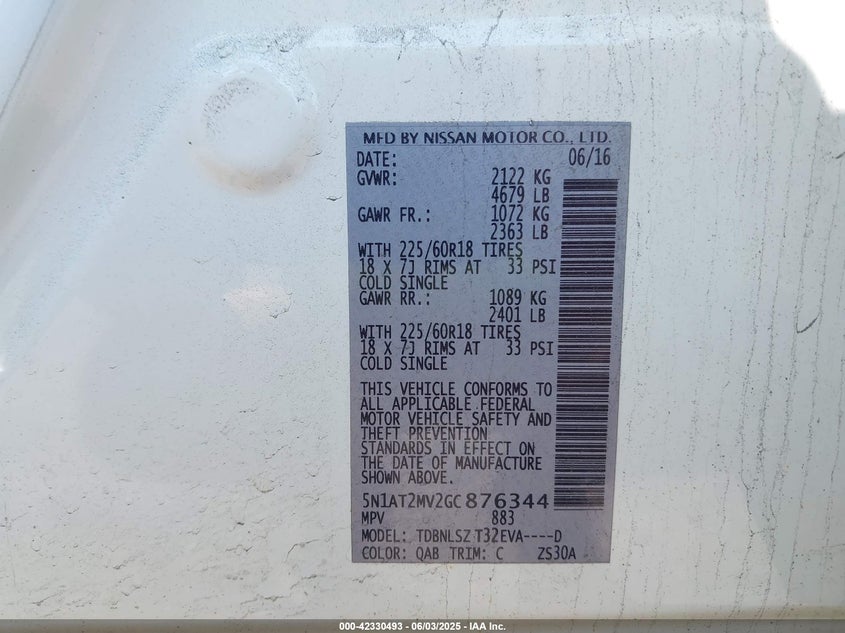 MFD BY NISSAN MOTOR CO., LTD.
DATE: 06/16
GVWR: 2122 KG
4679 LB
GAWR FR.: 1072 KG
2363 LB
WITH 225/60R18 TIRES
18 X 7J RIMS AT 33 PSI
COLD SINGLE
GAWR RR.: 1089 KG
2401 LB
WITH 225/60R18 TIRES
18 X 7J RIMS AT 33 PSI
COLD SINGLE
THIS VEHICLE CONFORMS TO
ALL APPLICABLE FEDERAL
MOTOR VEHICLE SAFETY AND
THEFT PREVENTION
STANDARDS IN EFFECT ON
THE DATE OF MANUFACTURE
SHOWN ABOVE.
5N1AT2MV2GC876344
MPV 883
MODEL: TDBNLSZ T32EVA----D
COLOR: QAB TRIM: C ZS30A
000-42330493 - 06/03/2025 - IAA Inc.